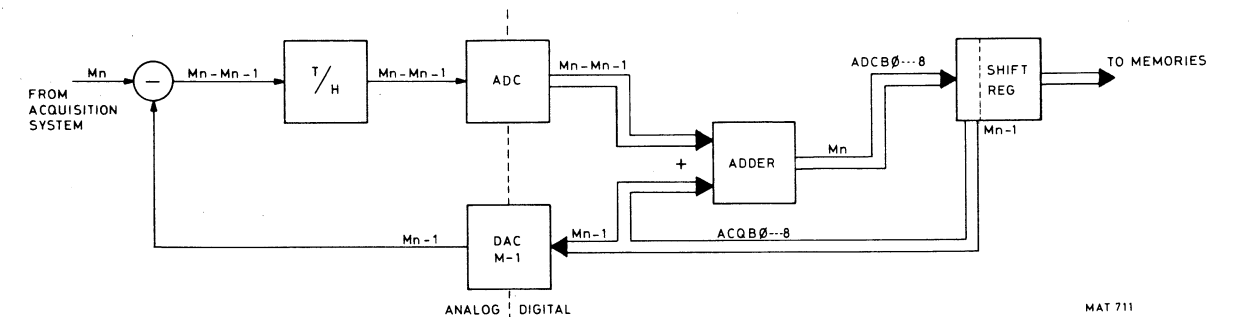 Mn
FROM
ACQUISITION
SYSTEM
−
Mn-Mn-1
T/H
Mn-Mn-1
ADC
Mn-Mn-1
+
ADDER
Mn
ADCBØ---8
SHIFT
REG
TO MEMORIES
Mn-1
ACQBØ---8
Mn-1
DAC
M-1
Mn-1
ANALOG
DIGITAL
MAT 711